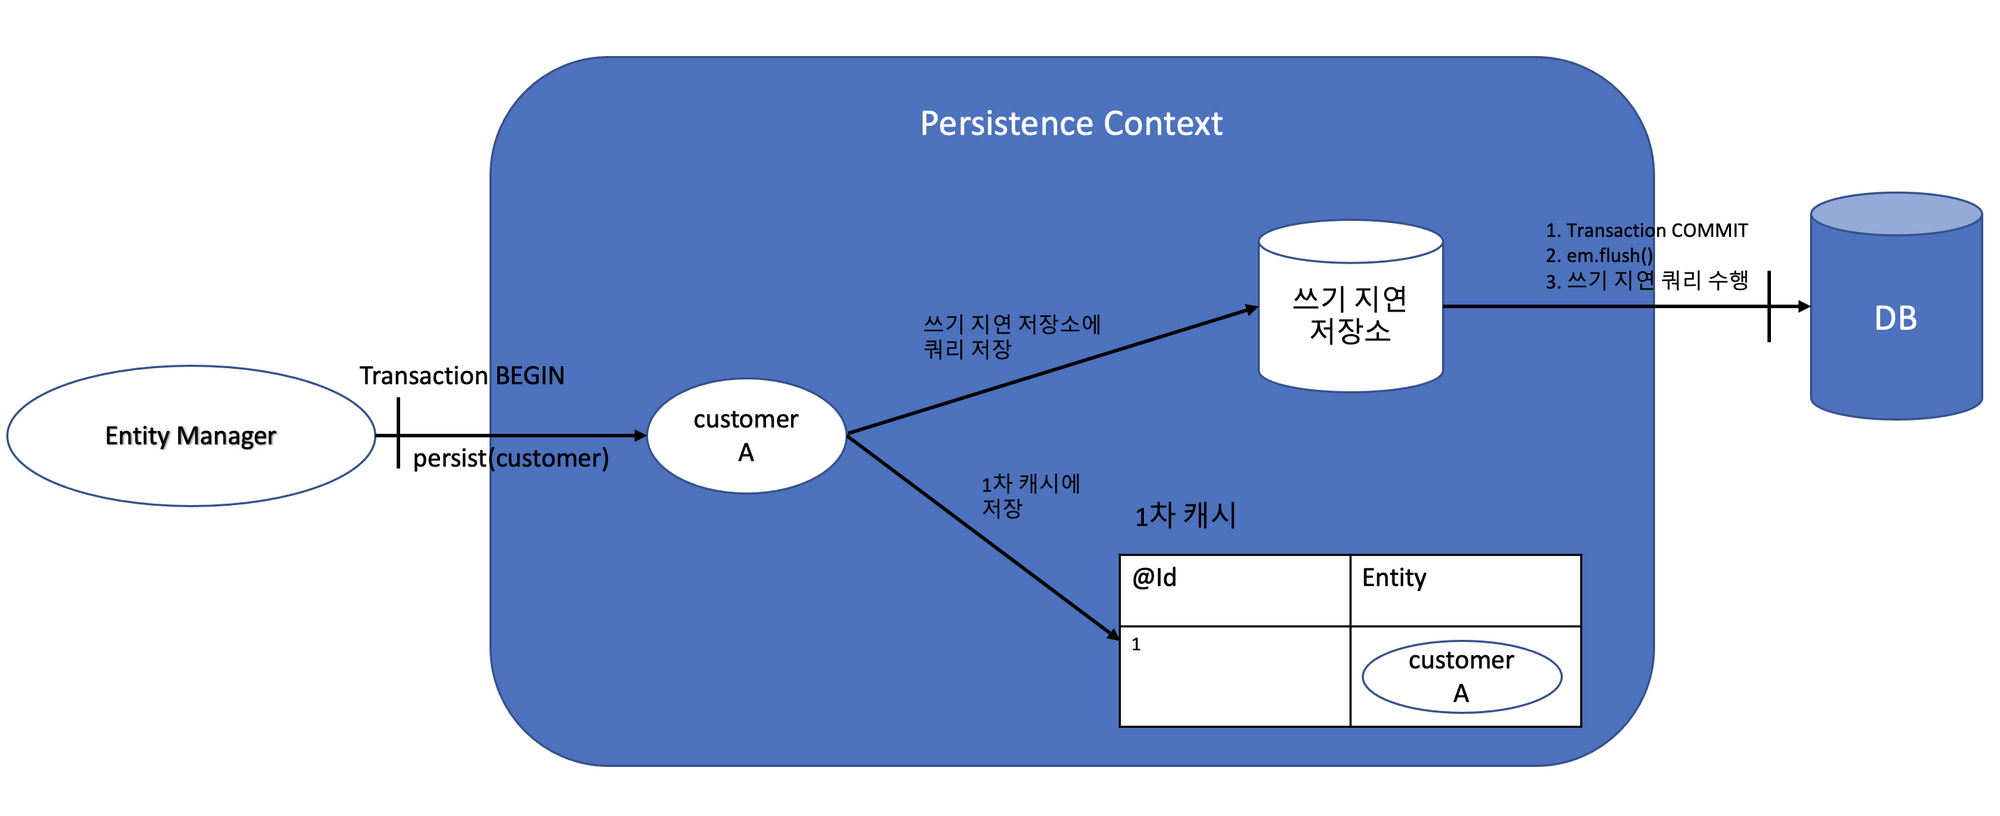 Persistence Context
Entity Manager
Transaction BEGIN
persist(customer)
customer
A
쓰기 지연 저장소에
쿼리 저장
쓰기 지연
저장소
1. Transaction COMMIT
2. em.flush()
3. 쓰기 지연 쿼리 수행
DB
1차 캐시에
저장
1차 캐시
@Id
Entity
1
customer
A